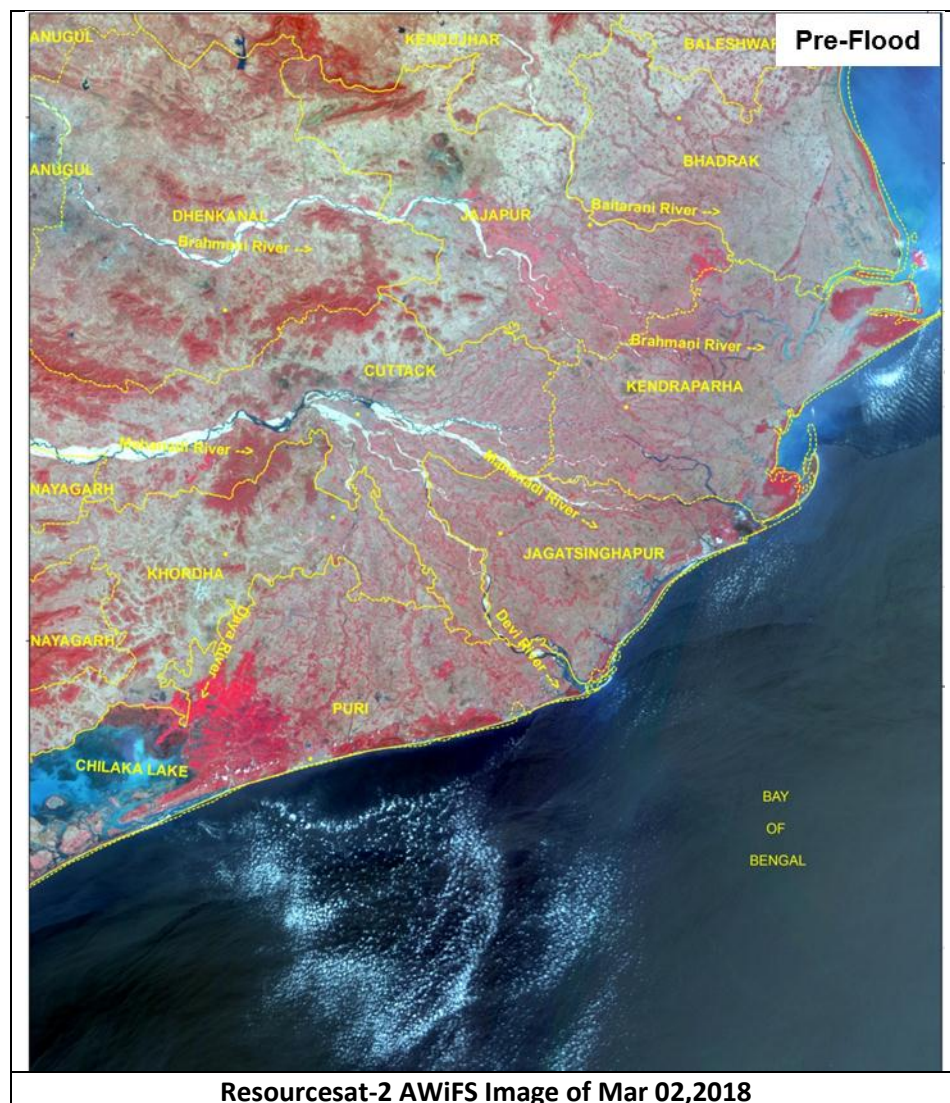 Pre-Flood
ANUGUL
KENDUJHAR
BALESHWAR
BHADRAK
ANUGUL
DHENKANAL
JAJAPUR
Baitarani River -->
Brahmani River -->
Brahmani River -->
CUTTACK
KENDRAPARHA
Mahanadi River -->
Mahanadi River -->
NAYAGARH
JAGATSINGHAPUR
KHORDHA
Daya River -->
Devi River -->
NAYAGARH
PURI
CHILAKA LAKE
BAY
OF
BENGAL
Resourcesat-2 AWiFS Image of Mar 02,2018